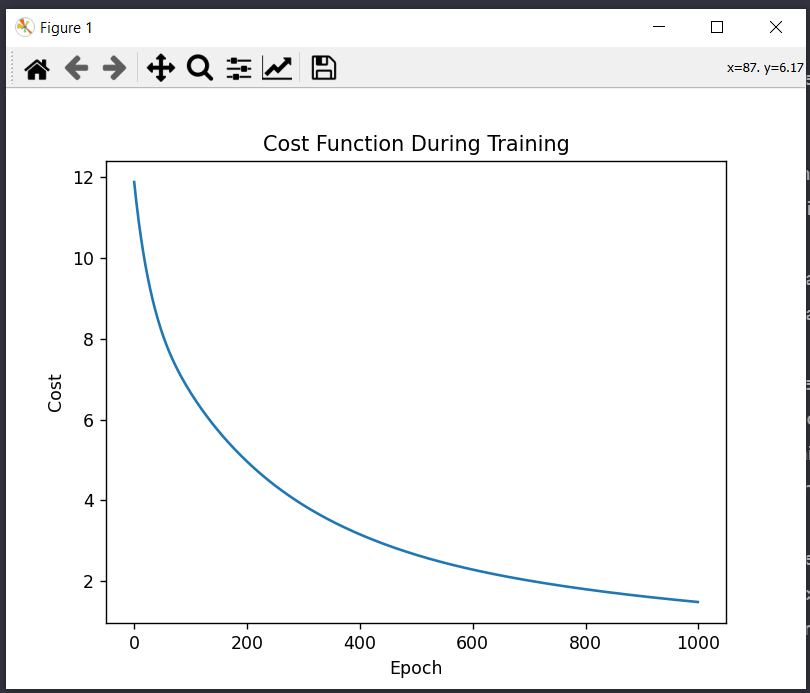 Figure 1
x=87. y=6.17
Cost Function During Training
12
10
8
6
4
2
Cost
0 200 400 600 800 1000
Epoch